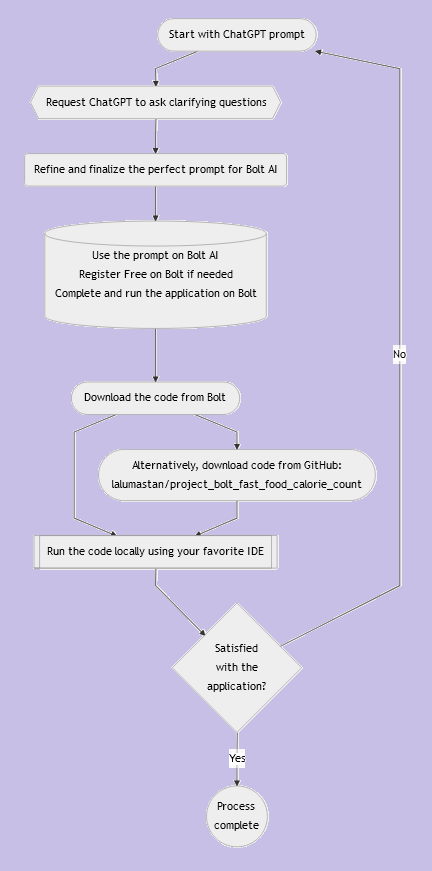 Start with ChatGPT prompt
Request ChatGPT to ask clarifying questions
Refine and finalize the perfect prompt for Bolt AI
Use the prompt on Bolt AI
Register Free on Bolt if needed
Complete and run the application on Bolt
No
Download the code from Bolt
Alternatively, download code from GitHub:
lalumastan/project_bolt_fast_food_calorie_count
Run the code locally using your favorite IDE
Satisfied
with the
application?
Yes
Process
complete